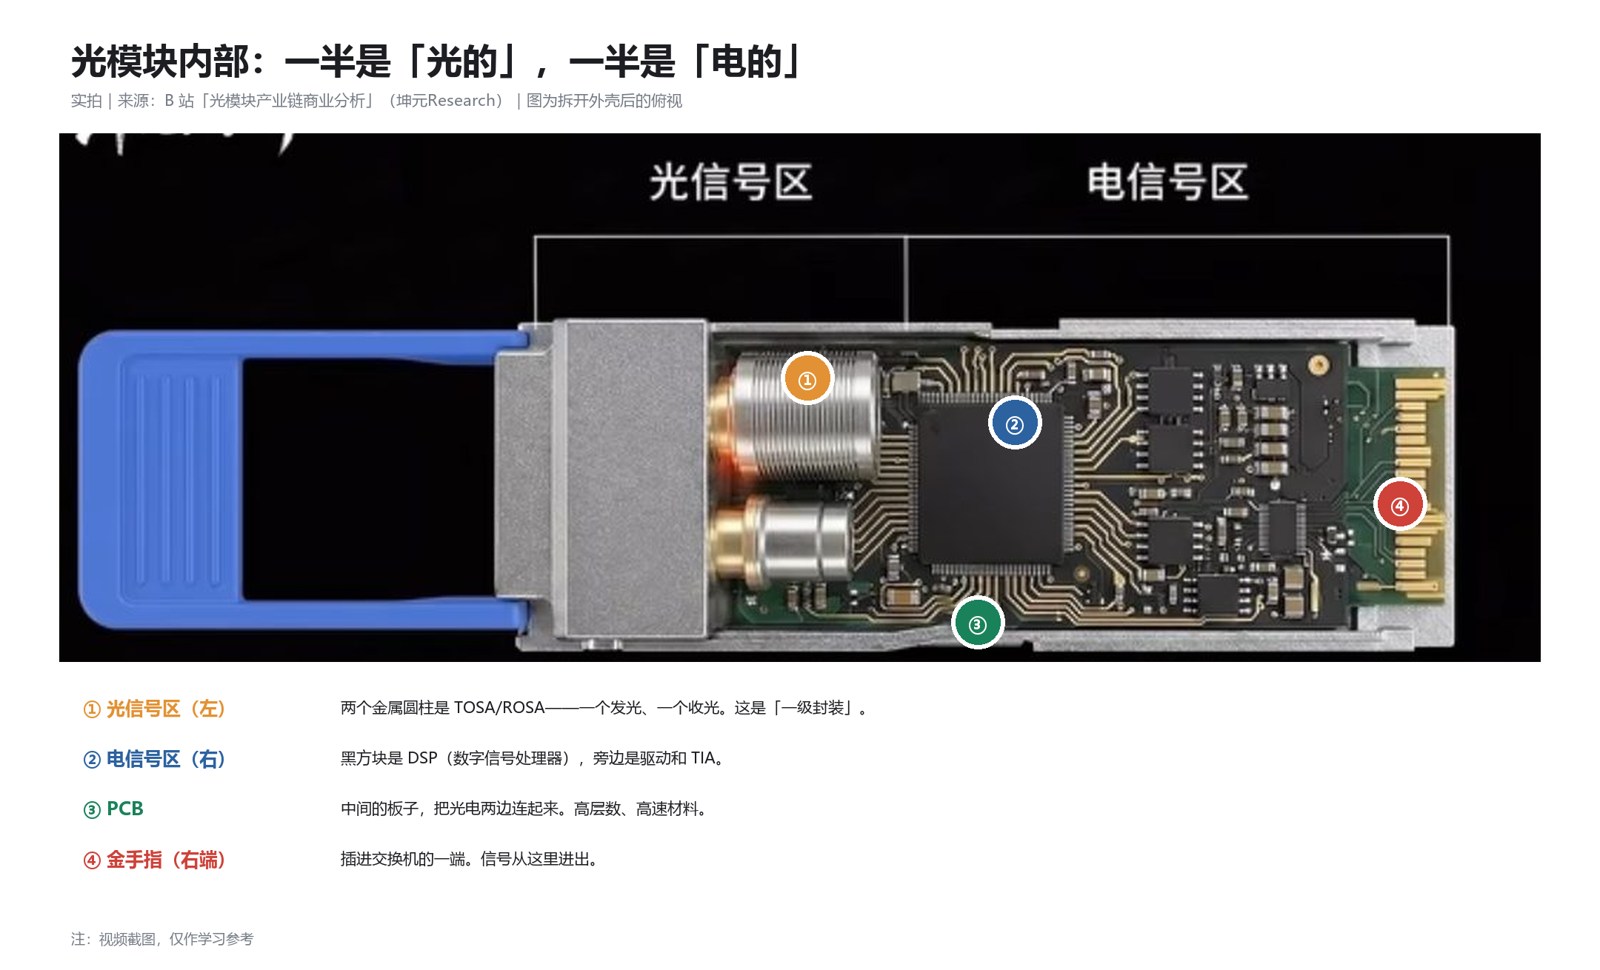 光模块内部：一半是「光的」，一半是「电的」
实拍｜来源：B 站「光模块产业链商业分析」（坤元Research）｜图为拆开外壳后的俯视
光信号区
电信号区
①
②
③
④
① 光信号区（左） 两个金属圆柱是 TOSA/ROSA——一个发光、一个收光。这是「一级封装」。
② 电信号区（右） 黑方块是 DSP（数字信号处理器），旁边是驱动和 TIA。
③ PCB 中间的板子，把光电两边连起来。高层数、高速材料。
④ 金手指（右端） 插进交换机的一端。信号从这里进出。
注：视频截图，仅作学习参考